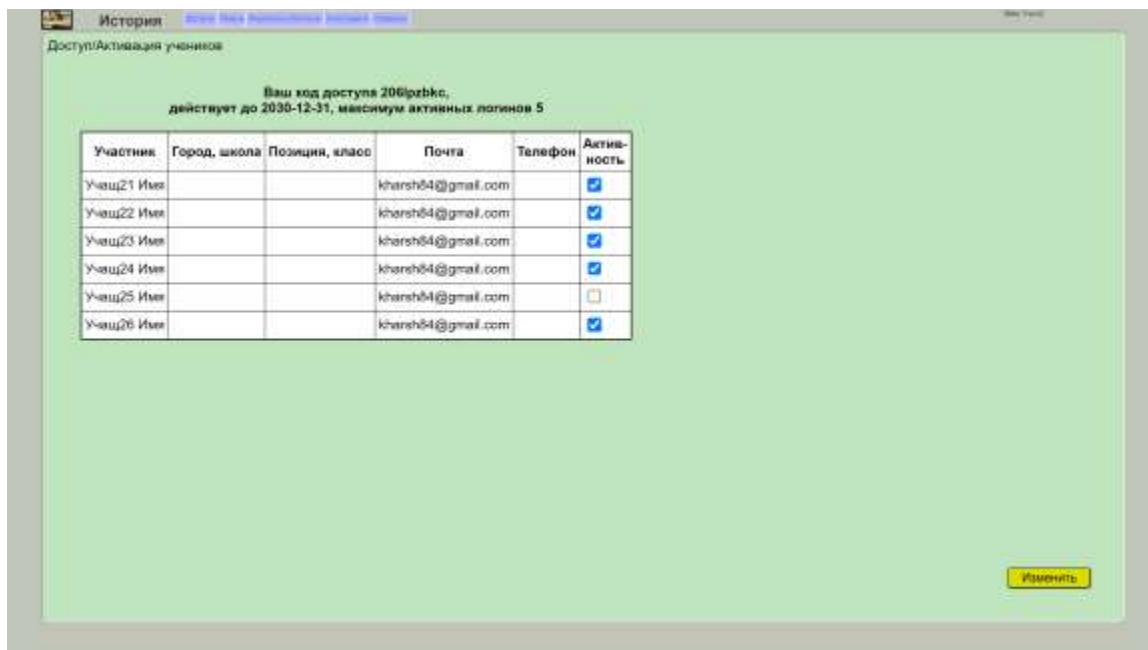 История
Доступ/Активация учеников
Ваш код доступа 206lpzbkc,
действует до 2030-12-31, максимум активных логинов 5
Участник Город, школа Позиция, класс Почта Телефон Актив-
ность
Учащ21 Имя kharsh84@gmail.com
Учащ22 Имя kharsh84@gmail.com
Учащ23 Имя kharsh84@gmail.com
Учащ24 Имя kharsh84@gmail.com
Учащ25 Имя kharsh84@gmail.com
Учащ26 Имя kharsh84@gmail.com
Изменить